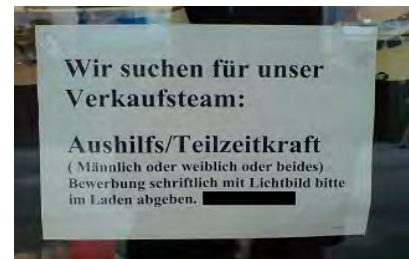 Wir suchen für unser
Verkaufsteam:
Aushilfs/Teilzeitkraft
( Männlich oder weiblich oder beides)
Bewerbung schriftlich mit Lichtbild bitte
im Laden abgeben.